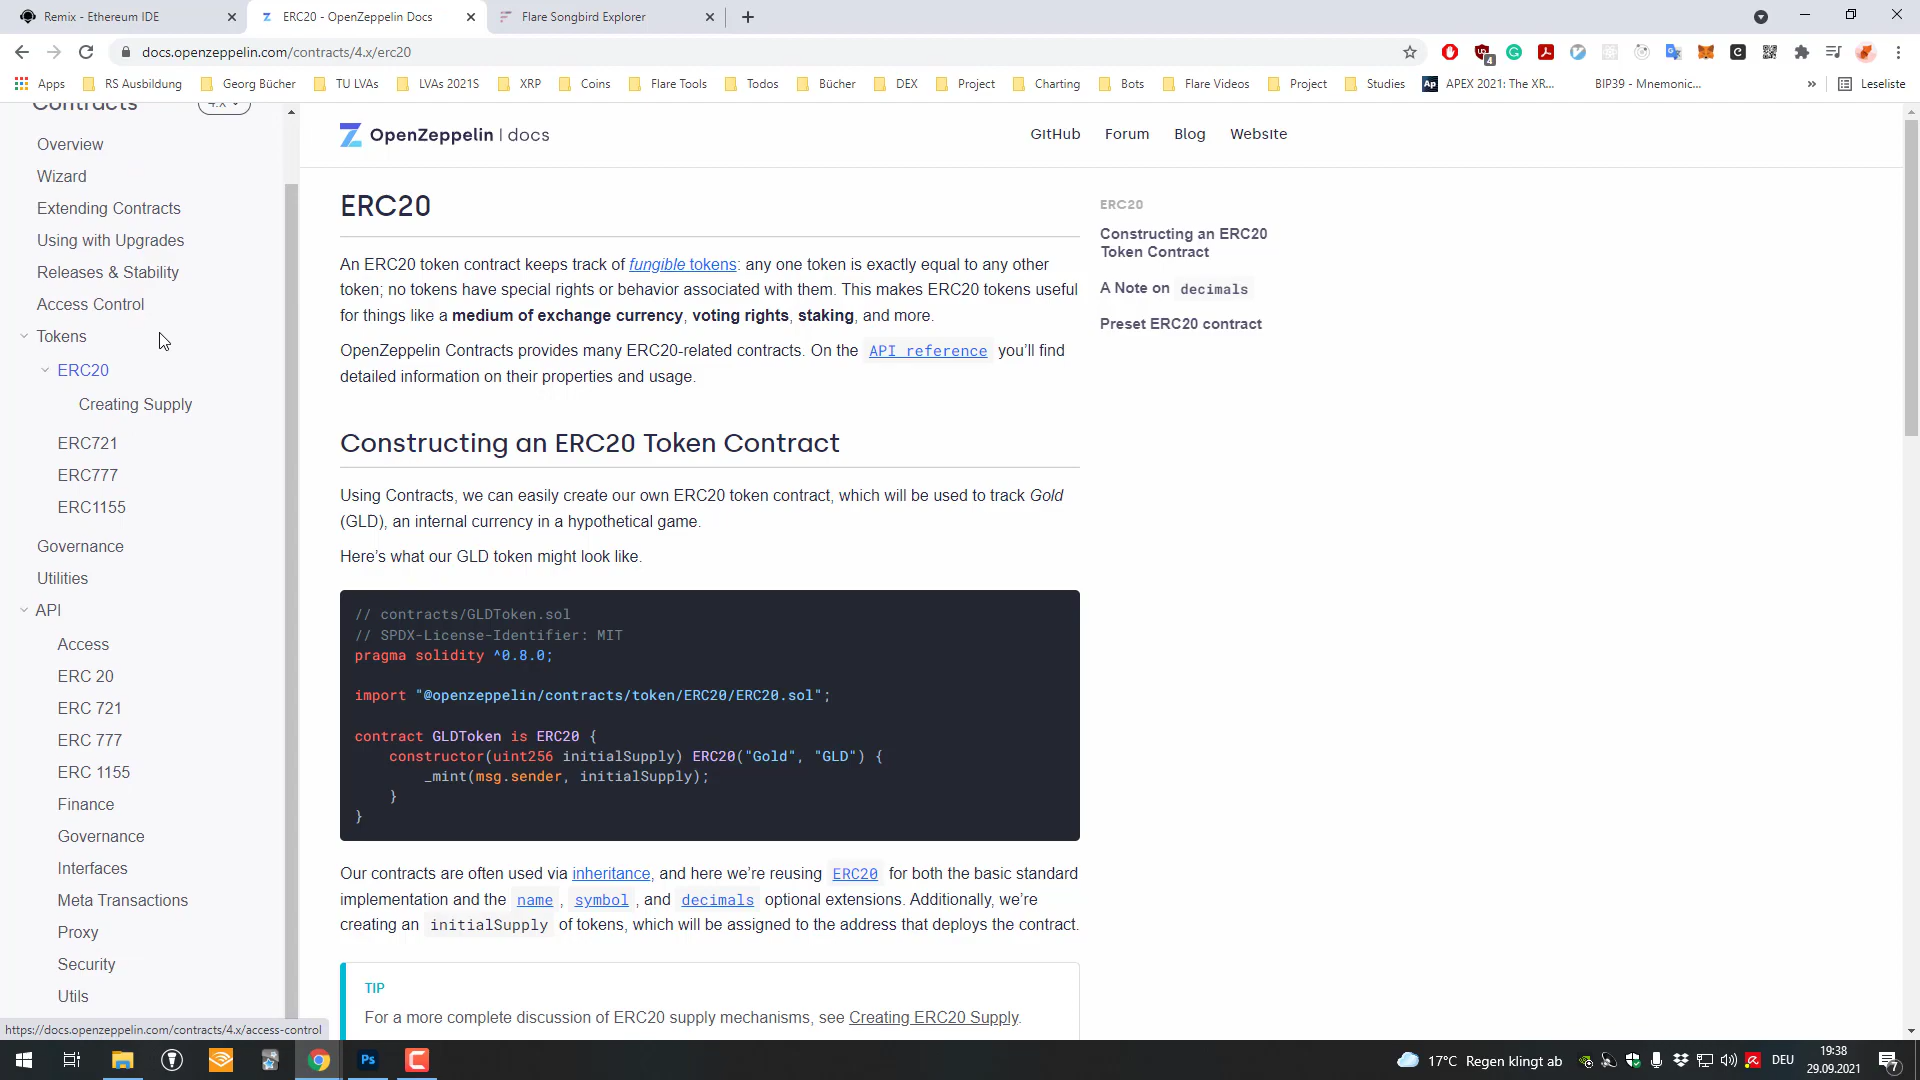 Remix - Ethereum IDE
ERC20 - OpenZeppelin Docs
Flare Songbird Explorer
docs.openzeppelin.com/contracts/4.x/erc20
4
Apps
RS Ausbildung
Georg Bücher
TU LVAs
LVAs 2021S
XRP
Coins
Flare Tools
Todos
Bücher
DEX
Project
Charting
Bots
Flare Videos
Project
Studies
Ap
APEX 2021: The XR...
BIP39 - Mnemonic...
»
Leseliste
Contracts
4.x
Overview
Wizard
Extending Contracts
Using with Upgrades
Releases & Stability
Access Control
Tokens
ERC20
Creating Supply
ERC721
ERC777
ERC1155
Governance
Utilities
API
Access
ERC 20
ERC 721
ERC 777
ERC 1155
Finance
Governance
Interfaces
Meta Transactions
Proxy
Security
Utils
https://docs.openzeppelin.com/contracts/4.x/access-control
OpenZeppelin | docs
GitHub
Forum
Blog
Website
ERC20
An ERC20 token contract keeps track of fungible tokens: any one token is exactly equal to any other
token; no tokens have special rights or behavior associated with them. This makes ERC20 tokens useful
for things like a medium of exchange currency, voting rights, staking, and more.
OpenZeppelin Contracts provides many ERC20-related contracts. On the API reference you'll find
detailed information on their properties and usage.
Constructing an ERC20 Token Contract
Using Contracts, we can easily create our own ERC20 token contract, which will be used to track Gold
(GLD), an internal currency in a hypothetical game.
Here's what our GLD token might look like.
// contracts/GLDToken.sol
// SPDX-License-Identifier: MIT
pragma solidity ^0.8.0;
import "@openzeppelin/contracts/token/ERC20/ERC20.sol";
contract GLDToken is ERC20 {
constructor(uint256 initialSupply) ERC20("Gold", "GLD") {
_mint(msg.sender, initialSupply);
}
}
Our contracts are often used via inheritance, and here we're reusing ERC20 for both the basic standard
implementation and the name, symbol, and decimals optional extensions. Additionally, we're
creating an initialSupply of tokens, which will be assigned to the address that deploys the contract.
TIP
For a more complete discussion of ERC20 supply mechanisms, see Creating ERC20 Supply.
ERC20
Constructing an ERC20
Token Contract
A Note on decimals
Preset ERC20 contract
Ps
17°C Regen klingt ab
DEU
19:38
29.09.2021
7